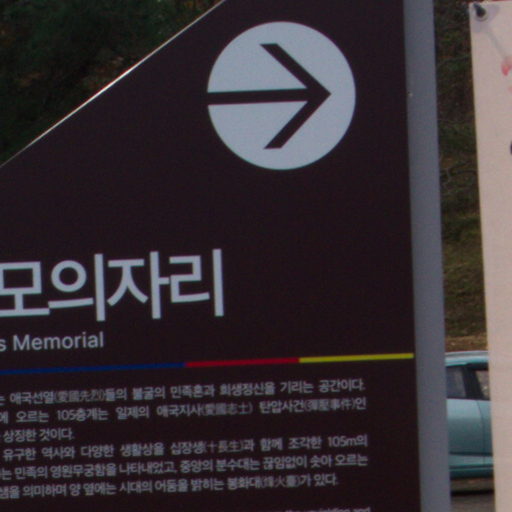 모의자리
s Memorial
는 애국선열(愛國先烈)들의 불굴의 민족혼과 희생정신을 기리는 공간이다.
에 오르는 105층계는 일제의 애국지사(愛國志士) 탄압사건(彈壓事件)인
상징한 것이다.
유구한 역사와 다양한 생활상을 십장생(十長生)과 함께 조각한 105m의
는 민족의 영원무궁함을 나타내었고, 중앙의 분수대는 끊임없이 솟아 오르는
샘을 의미하며 양 옆에는 시대의 어둠을 밝히는 봉화대(烽火臺)가 있다.